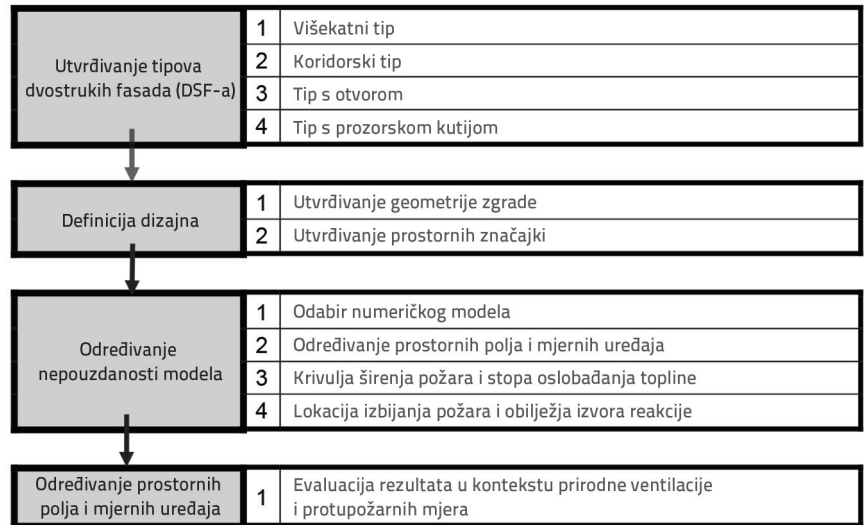 Utvrđivanje tipova
dvostrukih fasada (DSF-a)
1 Višekatni tip
2 Koridorski tip
3 Tip s otvorom
4 Tip s prozorskom kutijom
Definicija dizajna
1 Utvrđivanje geometrije zgrade
2 Utvrđivanje prostornih značajki
Određivanje
nepouzdanosti modela
1 Odabir numeričkog modela
2 Određivanje prostornih polja i mjernih uređaja
3 Krivulja širenja požara i stopa oslobađanja topline
4 Lokacija izbijanja požara i obilježja izvora reakcije
Određivanje prostornih
polja i mjernih uređaja
1 Evaluacija rezultata u kontekstu prirodne ventilacije
i protupožarnih mjera